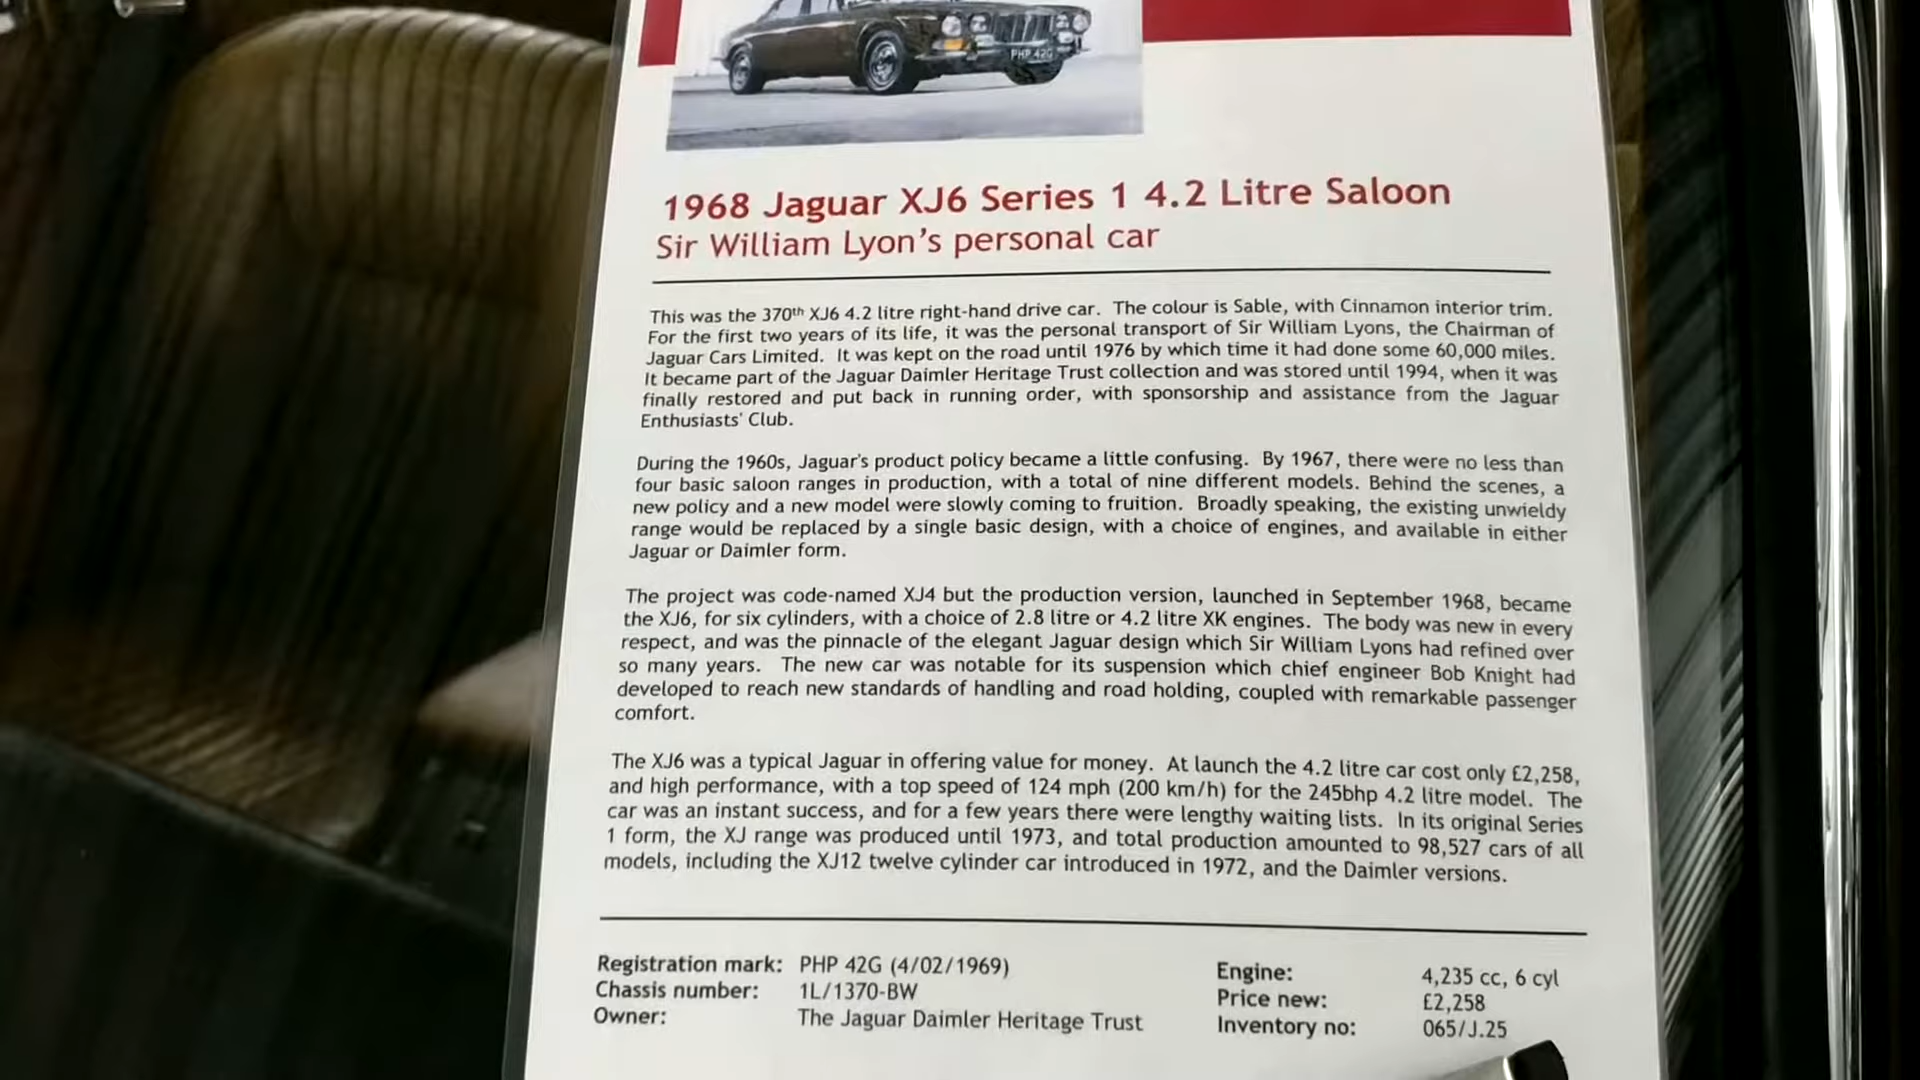 PHP 42G
1968 Jaguar XJ6 Series 1 4.2 Litre Saloon
Sir William Lyon's personal car
This was the 370th XJ6 4.2 litre right-hand drive car. The colour is Sable, with Cinnamon interior trim.
For the first two years of its life, it was the personal transport of Sir William Lyons, the Chairman of
Jaguar Cars Limited. It was kept on the road until 1976 by which time it had done some 60,000 miles.
It became part of the Jaguar Daimler Heritage Trust collection and was stored until 1994, when it was
finally restored and put back in running order, with sponsorship and assistance from the Jaguar
Enthusiasts' Club.
During the 1960s, Jaguar's product policy became a little confusing. By 1967, there were no less than
four basic saloon ranges in production, with a total of nine different models. Behind the scenes, a
new policy and a new model were slowly coming to fruition. Broadly speaking, the existing unwieldy
range would be replaced by a single basic design, with a choice of engines, and available in either
Jaguar or Daimler form.
The project was code-named XJ4 but the production version, launched in September 1968, became
the XJ6, for six cylinders, with a choice of 2.8 litre or 4.2 litre XK engines. The body was new in every
respect, and was the pinnacle of the elegant Jaguar design which Sir William Lyons had refined over
so many years. The new car was notable for its suspension which chief engineer Bob Knight had
developed to reach new standards of handling and road holding, coupled with remarkable passenger
comfort.
The XJ6 was a typical Jaguar in offering value for money. At launch the 4.2 litre car cost only £2,258,
and high performance, with a top speed of 124 mph (200 km/h) for the 245bhp 4.2 litre model. The
car was an instant success, and for a few years there were lengthy waiting lists. In its original Series
1 form, the XJ range was produced until 1973, and total production amounted to 98,527 cars of all
models, including the XJ12 twelve cylinder car introduced in 1972, and the Daimler versions.
Registration mark: PHP 42G (4/02/1969)
Chassis number: 1L/1370-BW
Owner: The Jaguar Daimler Heritage Trust
Engine: 4,235 cc, 6 cyl
Price new: £2,258
Inventory no: 065/J.25